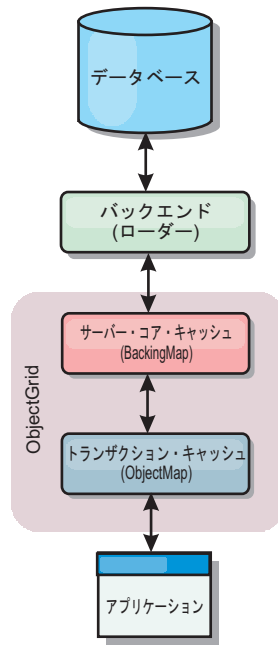 データベース
バックエンド
(ローダー)
サーバー・コア・キャッシュ
(BackingMap)
ObjectGrid
トランザクション・キャッシュ
(ObjectMap)
アプリケーション